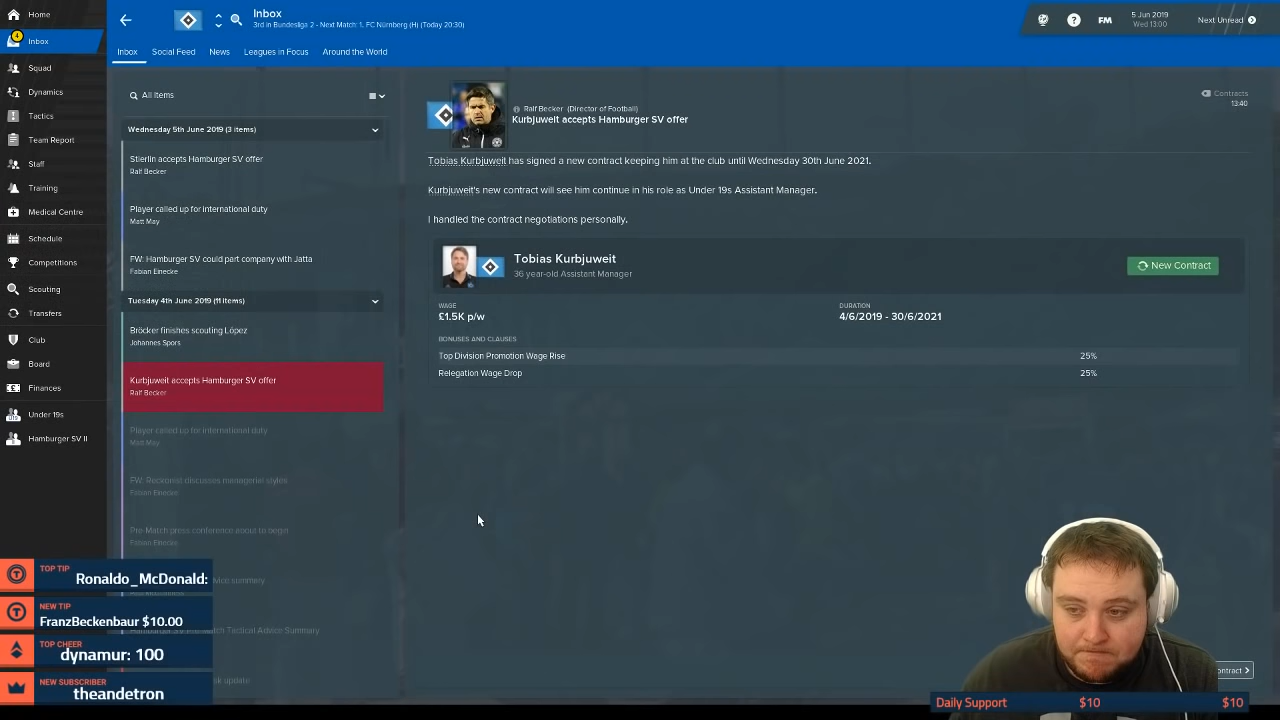 Home
Inbox
4
Squad
Dynamics
Tactics
Team Report
Staff
Training
Medical Centre
Schedule
Competitions
Scouting
Transfers
Club
Board
Finances
Under 19s
Hamburger SV II
Inbox
3rd in Bundesliga 2 - Next Match: 1. FC Nürnberg (H) (Today 20:30)
?
FM
5 Jun 2019
Wed 13:00
Next Unread
Inbox
Social Feed
News
Leagues in Focus
Around the World
All Items
Wednesday 5th June 2019 (3 items)
Stierlin accepts Hamburger SV offer
Ralf Becker
Player called up for international duty
Matt May
FW: Hamburger SV could part company with Jatta
Fabian Einecke
Tuesday 4th June 2019 (11 items)
Bröcker finishes scouting López
Johannes Spors
Kurbjuweit accepts Hamburger SV offer
Ralf Becker
Player called up for international duty
Matt May
discusses managerial styles
Fabian Einecke
Pre-Match press conference about to begin
Fabian Einecke
summary
Tactical Advice Summary
update
Ralf Becker (Director of Football)
Kurbjuweit accepts Hamburger SV offer
Contracts
13:40
Tobias Kurbjuweit has signed a new contract keeping him at the club until Wednesday 30th June 2021.
Kurbjuweit's new contract will see him continue in his role as Under 19s Assistant Manager.
I handled the contract negotiations personally.
Tobias Kurbjuweit
36 year-old Assistant Manager
New Contract
WAGE
£1.5K p/w
DURATION
4/6/2019 - 30/6/2021
BONUSES AND CLAUSES
Top Division Promotion Wage Rise 25%
Relegation Wage Drop 25%
TOP TIP
Ronaldo_McDonald:
NEW TIP
FranzBeckenbaur $10.00
TOP CHEER
dynamur: 100
NEW SUBSCRIBER
theandetron
Daily Support $10 $10